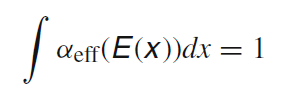 ∫ αeff(E(x))dx = 1